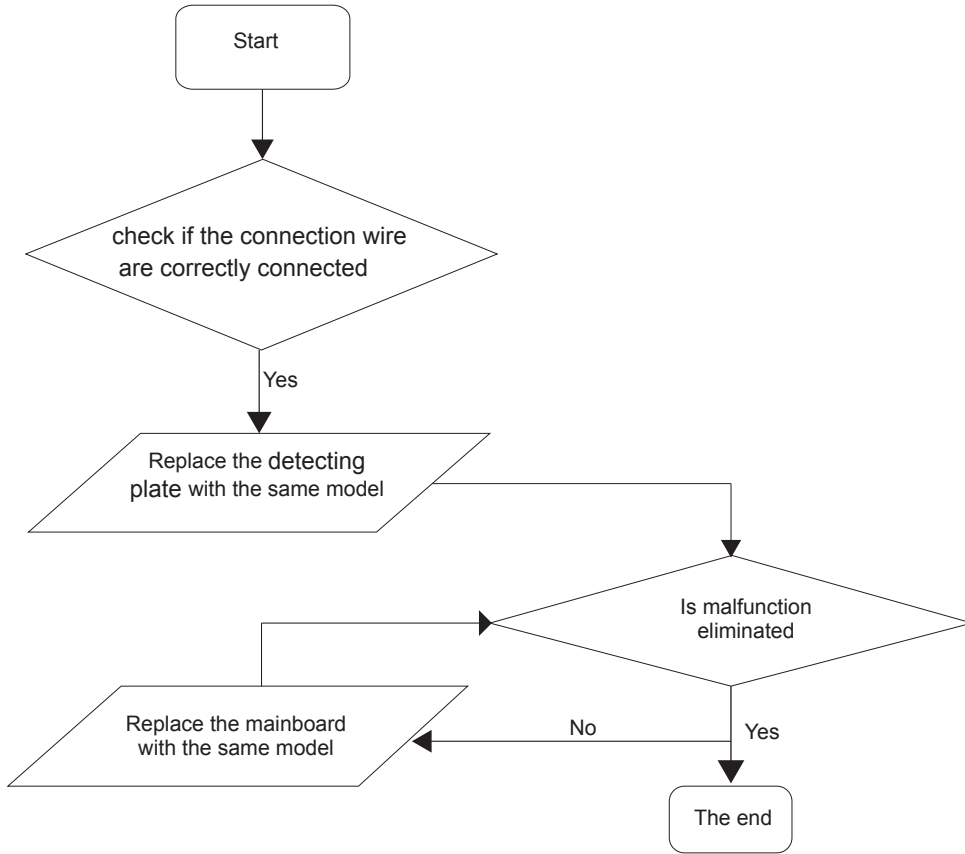 Start
check if the connection wire
are correctly connected
Yes
Replace the detecting
plate with the same model
Is malfunction
eliminated
Replace the mainboard
with the same model
No
Yes
The end